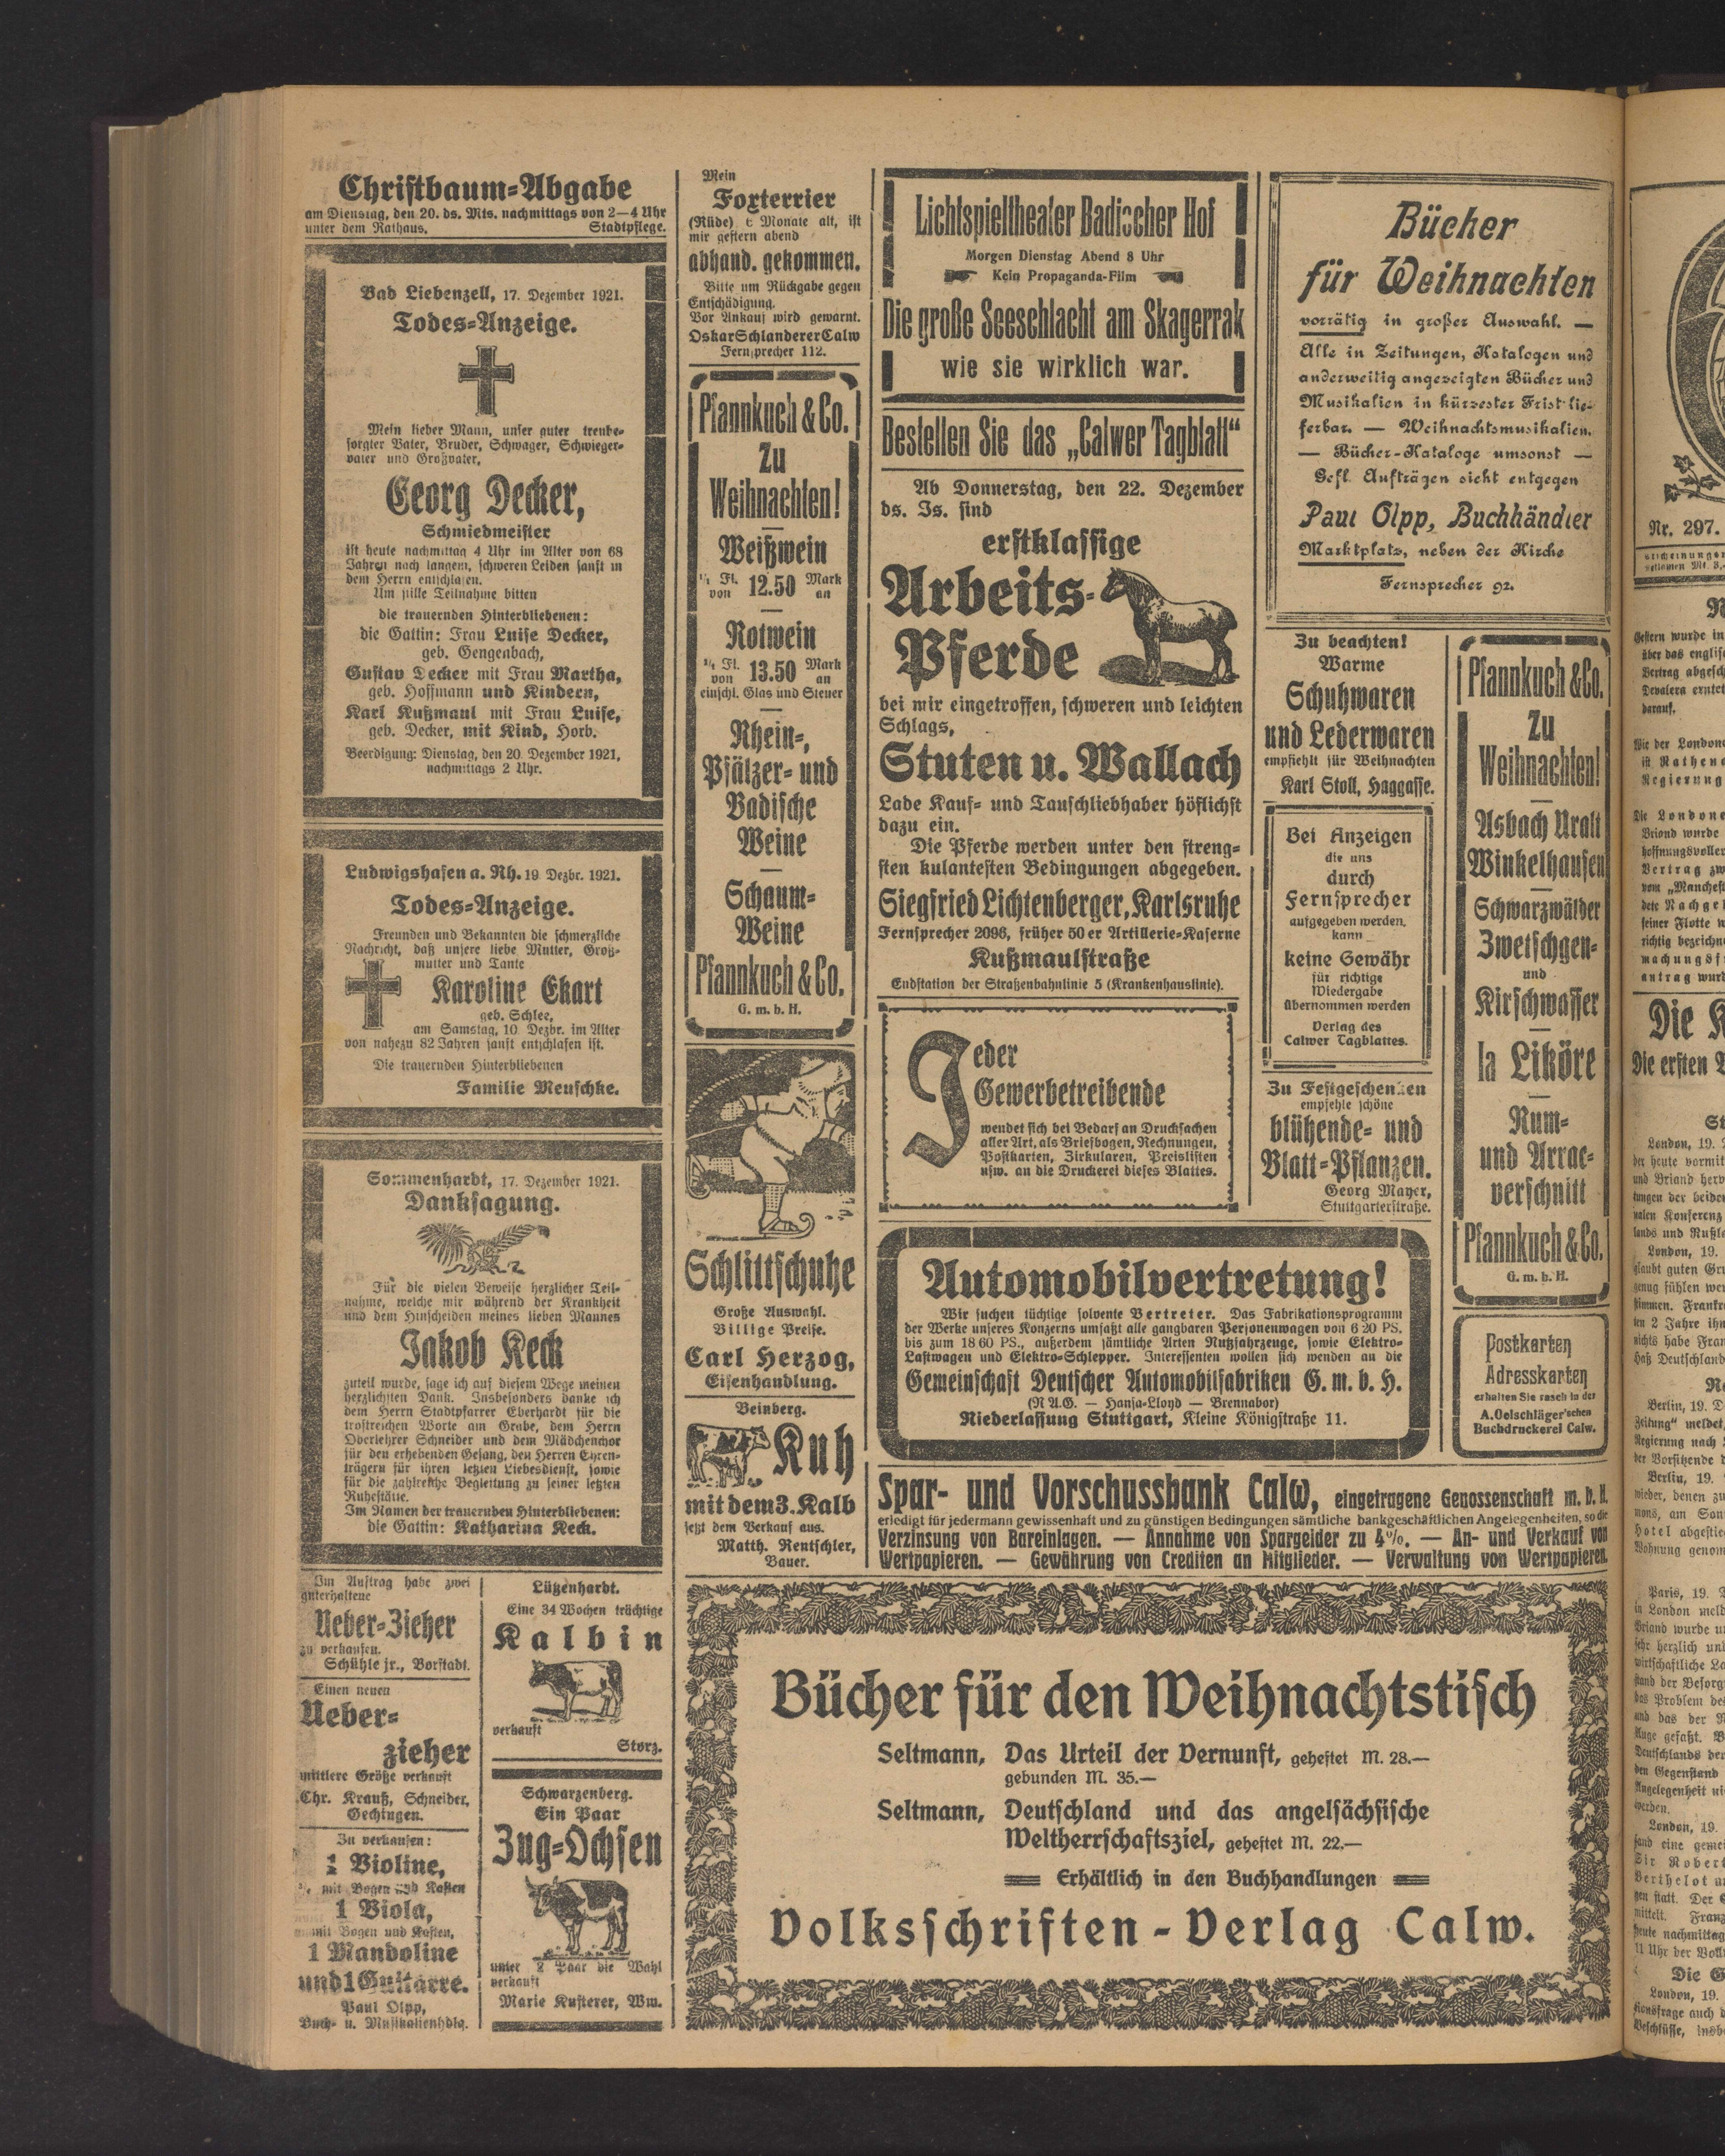 Christbaum-Abgabe
am Dienstag, den 20. ds. Mts. nachmittags von 2—4 Uhr
unter dem Rathaus. Stadtpflege.
Bad Liebenzell, 17. Dezember 1921.
Todes-Anzeige.
Mein lieber Mann, unser guter treube-
sorgter Vater, Bruder, Schwager, Schwieger-
vater und Großvater,
Georg Decker,
Schmiedmeister
ist heute nachmittag 4 Uhr im Alter von 68
Jahren nach langem, schweren Leiden sanft in
dem Herrn entschlafen.
Um stille Teilnahme bitten
die trauernden Hinterbliebenen:
die Gattin: Frau Luise Decker,
geb. Gengenbach,
Gustav Decker mit Frau Martha,
geb. Hoffmann und Kindern,
Karl Kußmaul mit Frau Luise,
geb. Decker, mit Kind, Horb.
Beerdigung: Dienstag, den 20. Dezember 1921,
nachmittags 2 Uhr.
Ludwigshafen a. Rh. 19. Dezbr. 1921.
Todes-Anzeige.
Freunden und Bekannten die schmerzliche
Nachricht, daß unsere liebe Mutter, Groß-
mutter und Tante
Karoline Ekart
geb. Schlee,
am Samstag, 10. Dezbr. im Alter
von nahezu 82 Jahren sanft entschlafen ist.
Die trauernden Hinterbliebenen
Familie Meuschke.
Sommenhardt, 17. Dezember 1921.
Danksagung.
Für die vielen Beweise herzlicher Teil-
nahme, welche mir während der Krankheit
und dem Hinscheiden meines lieben Mannes
Jakob Keck
zuteil wurde, sage ich auf diesem Wege meinen
herzlichsten Dank. Insbesonders danke ich
dem Herrn Stadtpfarrer Eberhardt für die
trostreichen Worte am Grabe, dem Herrn
Oberlehrer Schneider und dem Mädchenchor
für den erhebenden Gesang, den Herren Ehren-
trägern für ihren letzten Liebesdienst, sowie
für die zahlreiche Begleitung zu seiner letzten
Ruhestätte.
Im Namen der trauernden Hinterbliebenen:
die Gattin: Katharina Keck.
Im Auftrag habe zwei
guterhaltene
Ueber-Zieher
zu verkaufen.
Schühle jr., Vorstadt.
Einen neuen
Ueber-
zieher
mittlere Größe verkauft
Chr. Krauß, Schneider,
Gechingen.
Zu verkaufen:
Violine,
mit Bogen und Kasten
1 Viola,
mit Bogen und Kasten,
1 Mandoline
und 1 Guitarre.
Paul Olpp,
Buch- u. Musikalienhdlg.
Lützenhardt.
Eine 34 Wochen trächtige
Kalbin
verkauft
Storz.
Schwarzenberg.
Ein Paar
Zug-Ochsen
unter 2 Paar die Wahl
verkauft
Marie Kusterer, Ww.
Mein
Foxterrier
(Rüde) 6 Monate alt, ist
mir gestern abend
abhand. gekommen.
Bitte um Rückgabe gegen
Entschädigung.
Vor Ankauf wird gewarnt.
Oskar Schlanderer Calw
Fernsprecher 112.
Pfannkuch & Co.
Zu
Weihnachten!
Weißwein
1/1 Fl. von 12.50 Mark an
Rotwein
1/1 Fl. von 13.50 Mark an
einschl. Glas und Steuer
Rhein-,
Pfälzer- und
Badische
Weine
Schaum-
Weine
Pfannkuch & Co.
G. m. b. H.
Schlittschuhe
Große Auswahl.
Billige Preise.
Carl Herzog,
Eisenhandlung.
Beinberg.
Kuh
mit dem 3. Kalb
setzt dem Verkauf aus.
Matth. Rentschler,
Bauer.
Lichtspieltheater Badischer Hof
Morgen Dienstag Abend 8 Uhr
Kein Propaganda-Film
Die große Seeschlacht am Skagerrak
wie sie wirklich war.
Bestellen Sie das „Calwer Tagblatt“
Ab Donnerstag, den 22. Dezember
ds. Js. sind
erstklassige
Arbeits-
Pferde
bei mir eingetroffen, schweren und leichten
Schlags,
Stuten u. Wallach
Lade Kauf- und Tauschliebhaber höflichst
dazu ein.
Die Pferde werden unter den streng-
sten kulantesten Bedingungen abgegeben.
Siegfried Lichtenberger, Karlsruhe
Fernsprecher 2096, früher 50er Artillerie-Kaserne
Kußmaulstraße
Endstation der Straßenbahnlinie 5 (Krankenhauslinie).
Jeder
Gewerbetreibende
wendet sich bei Bedarf an Drucksachen
aller Art, als Briefbogen, Rechnungen,
Postkarten, Zirkularen, Preislisten
usw. an die Druckerei dieses Blattes.
Bücher
für Weihnachten
vorrätig in großer Auswahl. —
Alle in Zeitungen, Katalogen und
anderweitig angezeigten Bücher und
Musikalien in kürzester Frist lie-
ferbar. — Weihnachtsmusikalien.
— Bücher-Kataloge umsonst —
Gefl. Aufträgen sieht entgegen
Paul Olpp, Buchhändler
Marktplatz, neben der Kirche
Fernsprecher 92.
Zu beachten!
Warme
Schuhwaren
und Lederwaren
empfiehlt für Weihnachten
Karl Stoll, Haggasse.
Bei Anzeigen
die uns
durch
Fernsprecher
aufgegeben werden,
kann
keine Gewähr
für richtige
Wiedergabe
übernommen werden
Verlag des
Calwer Tagblattes.
Zu Festgeschenken
empfehle schöne
blühende- und
Blatt-Pflanzen.
Georg Mayer,
Stuttgarterstraße.
Pfannkuch & Co.
Zu
Weihnachten!
Asbach Uralt
Winkelhausen
Schwarzwälder
Zwetschgen-
und
Kirschwasser
la Liköre
Rum-
und Arrac-
verschnitt
Pfannkuch & Co.
G. m. b. H.
Automobilvertretung!
Wir suchen tüchtige solvente Vertreter. Das Fabrikationsprogramm
der Werke unseres Konzerns umfaßt alle gangbaren Personenwagen von 6 20 PS.
bis zum 18 60 PS., außerdem sämtliche Arten Nutzfahrzeuge, sowie Elektro-
Lastwagen und Elektro-Schlepper. Interessenten wollen sich wenden an die
Gemeinschaft Deutscher Automobilfabriken G. m. b. H.
(N A.G. — Hansa-Lloyd — Brennabor)
Niederlassung Stuttgart, Kleine Königstraße 11.
Postkarten
Adresskarten
erhalten Sie rasch in der
A. Oelschläger'schen
Buchdruckerei Calw.
Spar- und Vorschussbank Calw, eingetragene Genossenschaft m. b. H.
erledigt für jedermann gewissenhaft und zu günstigen Bedingungen sämtliche bankgeschäftlichen Angelegenheiten, so die
Verzinsung von Bareinlagen. — Annahme von Spargelder zu 4%. — An- und Verkauf von
Wertpapieren. — Gewährung von Crediten an Mitglieder. — Verwaltung von Wertpapieren.
Bücher für den Weihnachtstisch
Seltmann, Das Urteil der Vernunft, geheftet M. 28.—
gebunden M. 35.—
Seltmann, Deutschland und das angelsächsische
Weltherrschaftsziel, geheftet M. 22.—
Erhältlich in den Buchhandlungen
Volksschriften-Verlag Calw.
Nr. 297.